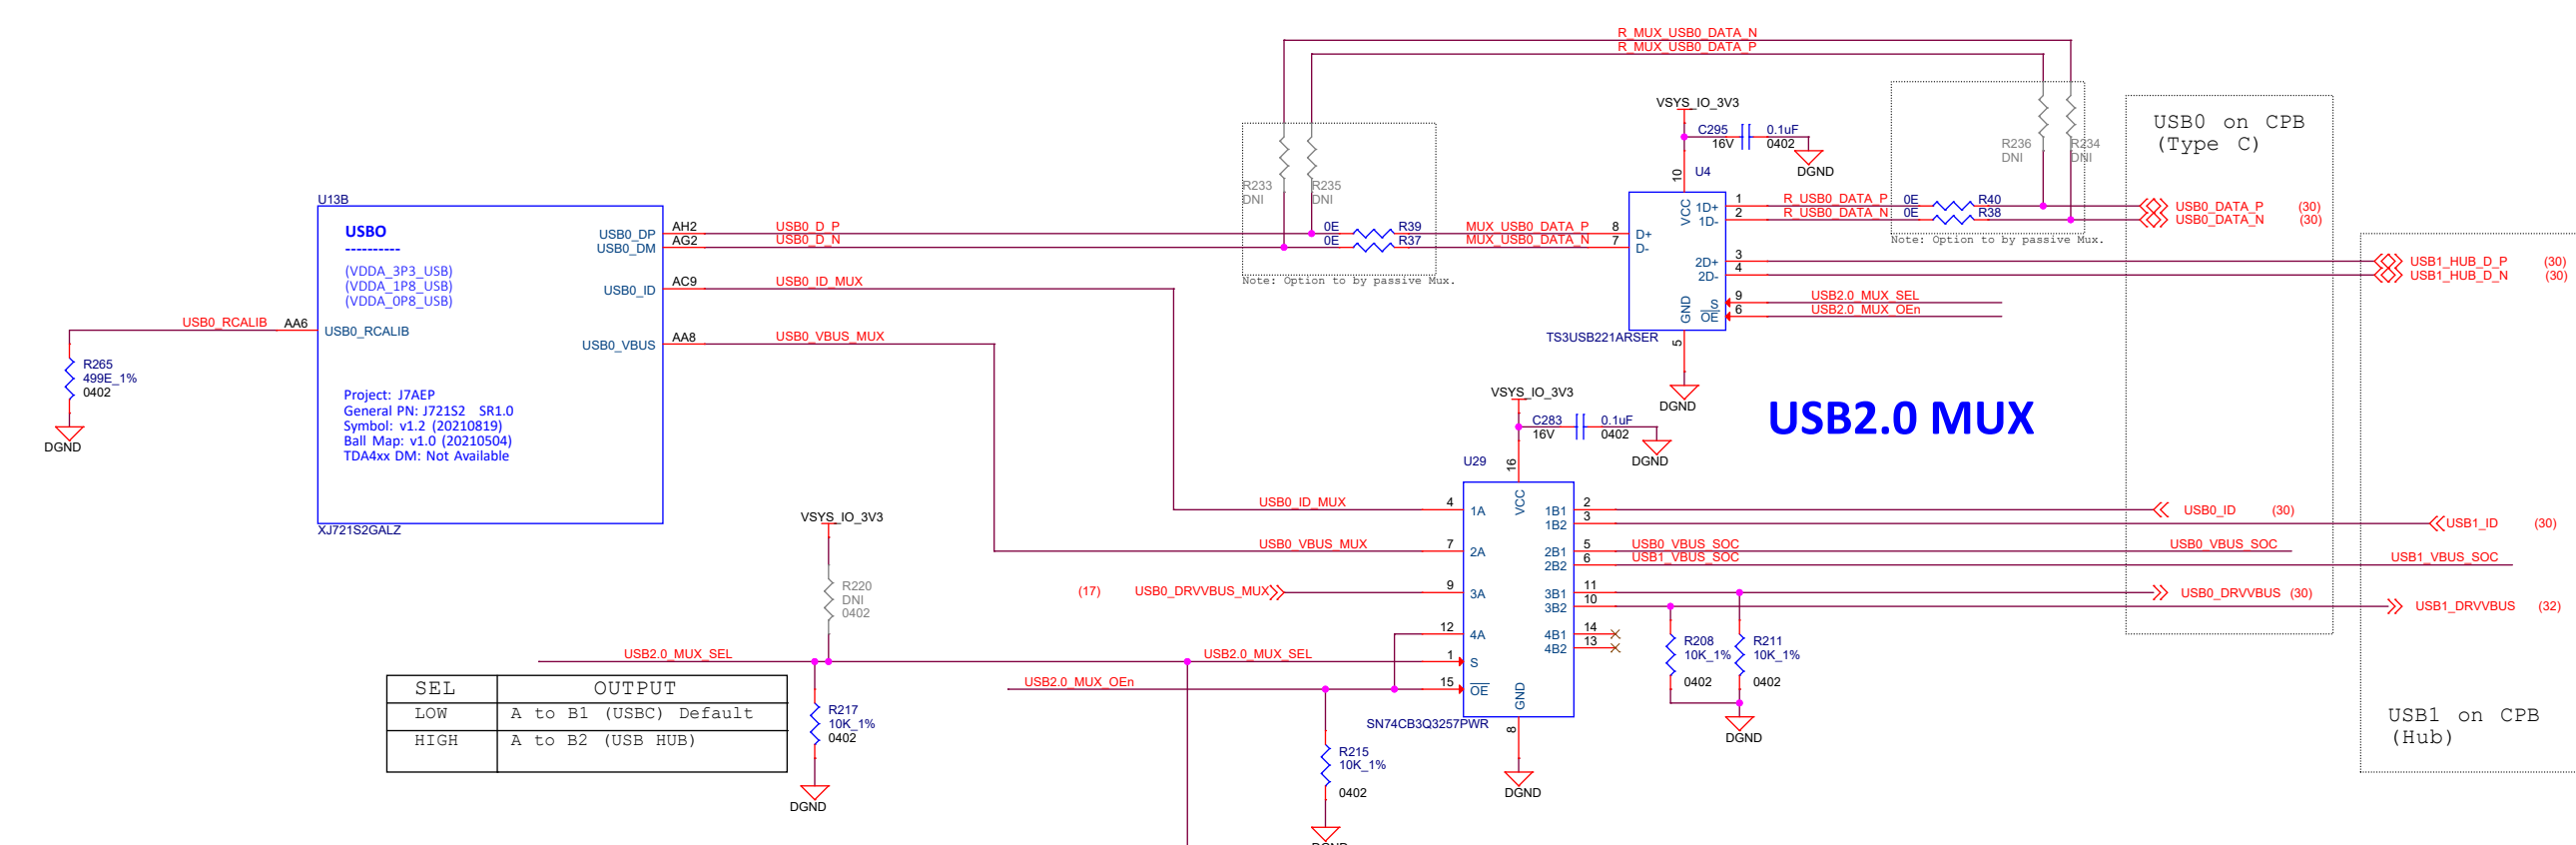 R_MUX_USB0_DATA_N
R_MUX_USB0_DATA_P
U13B
USBO
----------
(VDDA_3P3_USB)
(VDDA_1P8_USB)
(VDDA_0P8_USB)
USB0_RCALIB
AA6
USB0_RCALIB
R265
499E_1%
0402
DGND
USB0_DP
USB0_DM
USB0_ID
USB0_VBUS
AH2
AG2
AC9
AA8
USB0_D_P
USB0_D_N
USB0_ID_MUX
USB0_VBUS_MUX
Project: J7AEP
General PN: J721S2 SR1.0
Symbol: v1.2 (20210819)
Ball Map: v1.0 (20210504)
TDA4xx DM: Not Available
XJ721S2GALZ
R233
DNI
R235
DNI
0E
R39
0E
R37
Note: Option to by passive Mux.
MUX_USB0_DATA_P
MUX_USB0_DATA_N
8
7
VSYS_IO_3V3
C295
16V
0.1uF
0402
DGND
10
U4
VCC
D+
D-
1D+
1D-
2D+
2D-
S
OE
GND
1
2
3
4
9
6
5
TS3USB221ARSER
DGND
R_USB0_DATA_P
R_USB0_DATA_N
0E
R40
0E
R38
R236
DNI
R234
DNI
Note: Option to by passive Mux.
USB2.0_MUX_SEL
USB2.0_MUX_OEn
USB0 on CPB
(Type C)
USB0_DATA_P (30)
USB0_DATA_N (30)
USB1_HUB_D_P (30)
USB1_HUB_D_N (30)
USB2.0 MUX
VSYS_IO_3V3
C283
16V
0.1uF
0402
DGND
U29
16
VCC
USB0_ID_MUX
4
1A
USB0_VBUS_MUX
7
2A
(17) USB0_DRVVBUS_MUX
9
3A
12
4A
USB2.0_MUX_SEL
USB2.0_MUX_SEL
1
S
USB2.0_MUX_OEn
15
OE
GND
8
SN74CB3Q3257PWR
DGND
1B1
1B2
2B1
2B2
3B1
3B2
4B1
4B2
2
3
5
6
11
10
14
13
USB0_VBUS_SOC
USB1_VBUS_SOC
USB0_ID (30)
USB1_ID (30)
USB0_VBUS_SOC
USB1_VBUS_SOC
USB0_DRVVBUS (30)
USB1_DRVVBUS (32)
R208
10K_1%
0402
R211
10K_1%
0402
DGND
USB1 on CPB
(Hub)
VSYS_IO_3V3
R220
DNI
0402
R217
10K_1%
0402
DGND
R215
10K_1%
0402
DGND
SEL OUTPUT
LOW A to B1 (USBC) Default
HIGH A to B2 (USB HUB)